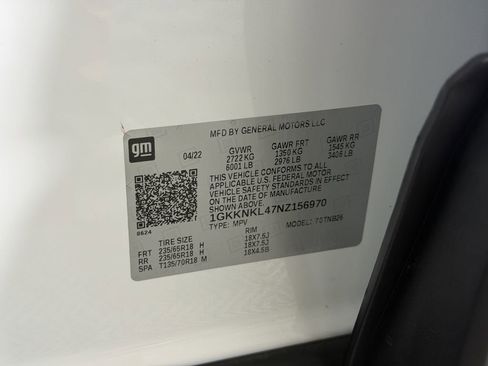 MFD BY GENERAL MOTORS LLC
gm
04/22 GVWR GAWR FRT GAWR RR
2722 KG 1350 KG 1545 KG
6001 LB 2976 LB 3406 LB
THIS VEHICLE CONFORMS TO ALL
APPLICABLE U.S. FEDERAL MOTOR
VEHICLE SAFETY STANDARDS IN EFFECT
ON THE DATE OF MANUFACTURE
SHOWN ABOVE.
1GKKNKL47NZ156970
TYPE: MPV MODEL: TNB26
0624
TIRE SIZE RIM
FRT 235/65R18 H 18X7.5J
RR 235/65R18 H 18X7.5J
SPA T135/70R18 M 18X4.5B